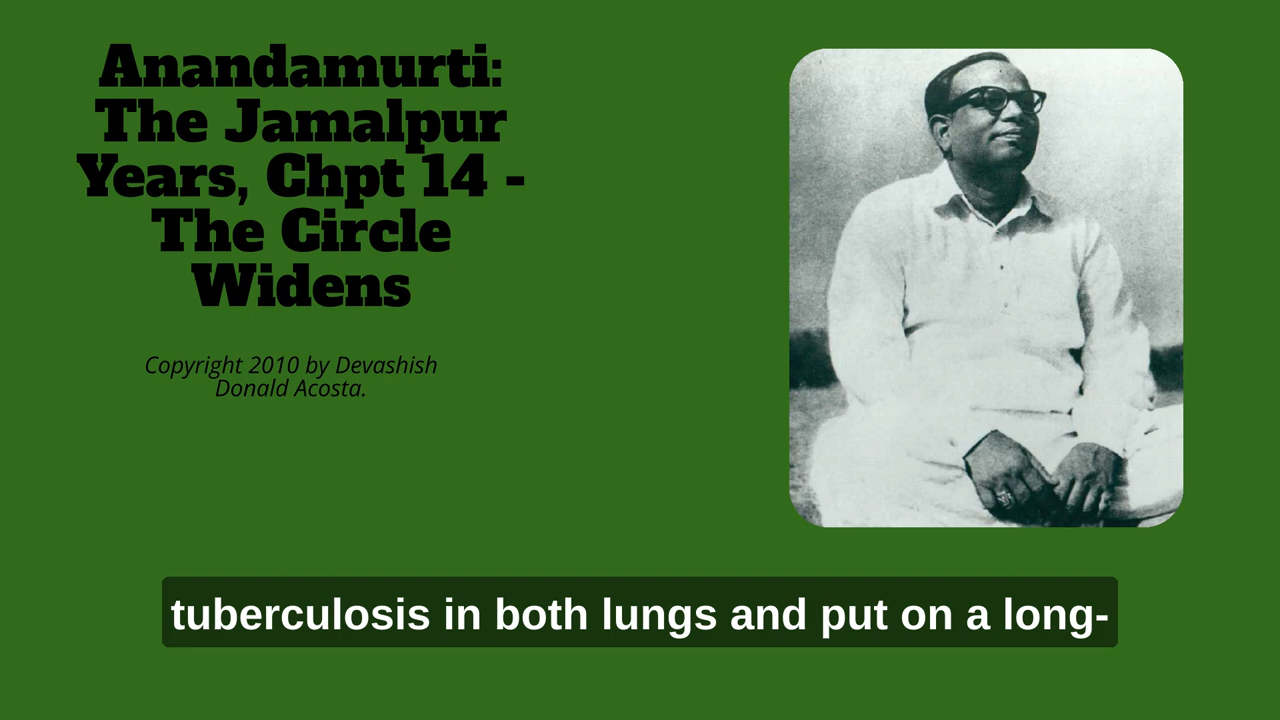 Anandamurti:
The Jamalpur
Years, Chpt 14 -
The Circle
Widens
Copyright 2010 by Devashish
Donald Acosta.
tuberculosis in both lungs and put on a long-